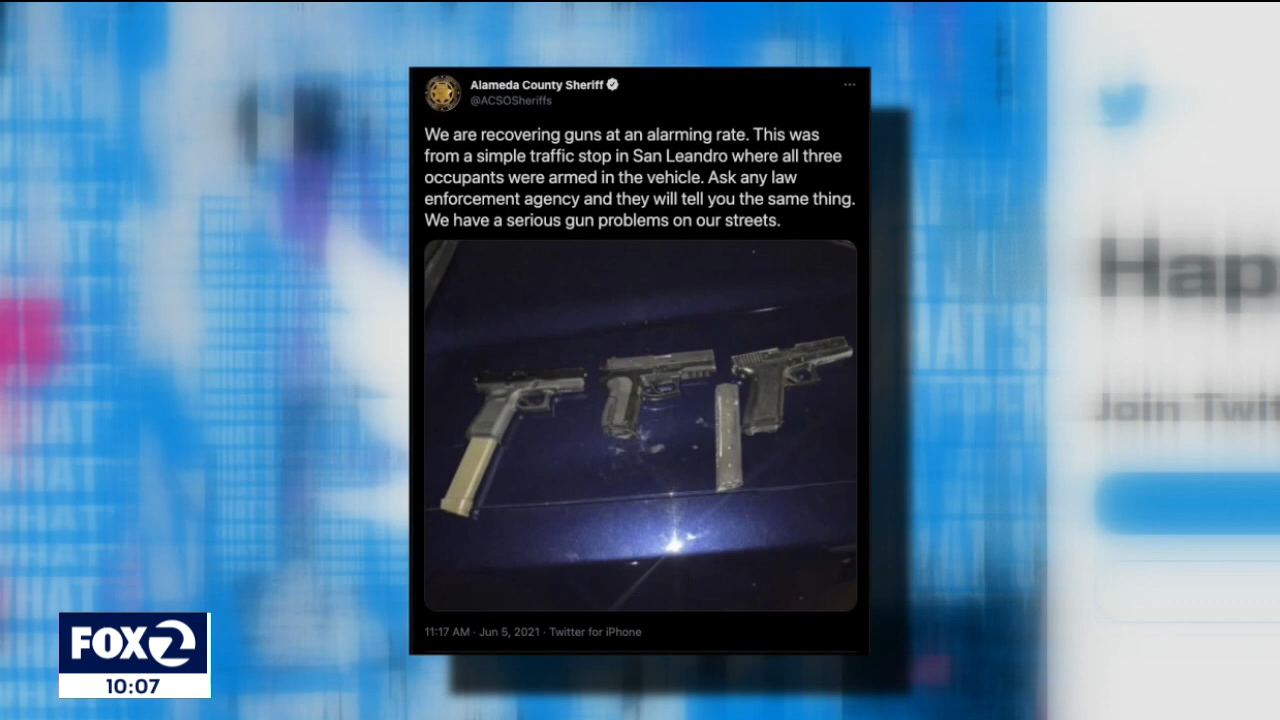 Alameda County Sheriff
@ACSOSheriffs
We are recovering guns at an alarming rate. This was
from a simple traffic stop in San Leandro where all three
occupants were armed in the vehicle. Ask any law
enforcement agency and they will tell you the same thing.
We have a serious gun problems on our streets.
11:17 AM · Jun 5, 2021 · Twitter for iPhone
Hap
Join Twit
FOX 2
10:07